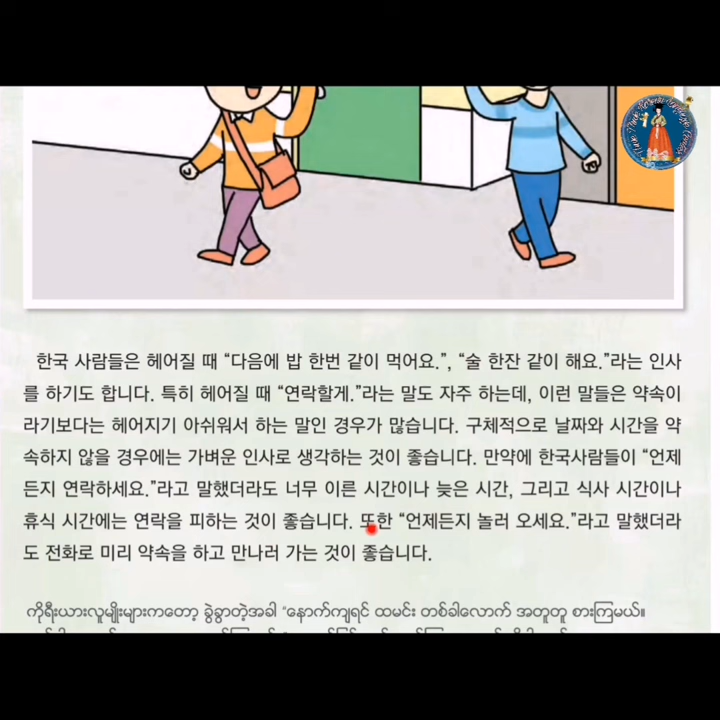 한국 사람들은 헤어질 때 “다음에 밥 한번 같이 먹어요.”, “술 한잔 같이 해요.”라는 인사
를 하기도 합니다. 특히 헤어질 때 “연락할게.”라는 말도 자주 하는데, 이런 말들은 약속이
라기보다는 헤어지기 아쉬워서 하는 말인 경우가 많습니다. 구체적으로 날짜와 시간을 약
속하지 않을 경우에는 가벼운 인사로 생각하는 것이 좋습니다. 만약에 한국사람들이 “언제
든지 연락하세요.”라고 말했더라도 너무 이른 시간이나 늦은 시간, 그리고 식사 시간이나
휴식 시간에는 연락을 피하는 것이 좋습니다. 또한 “언제든지 놀러 오세요.”라고 말했더라
도 전화로 미리 약속을 하고 만나러 가는 것이 좋습니다.
ကိုရီးယားလူမျိုးများကတော့ ခွဲခွာတဲ့အခါ “နောက်ကျရင် ထမင်း တစ်ခါလောက် အတူတူ စားကြမယ်။